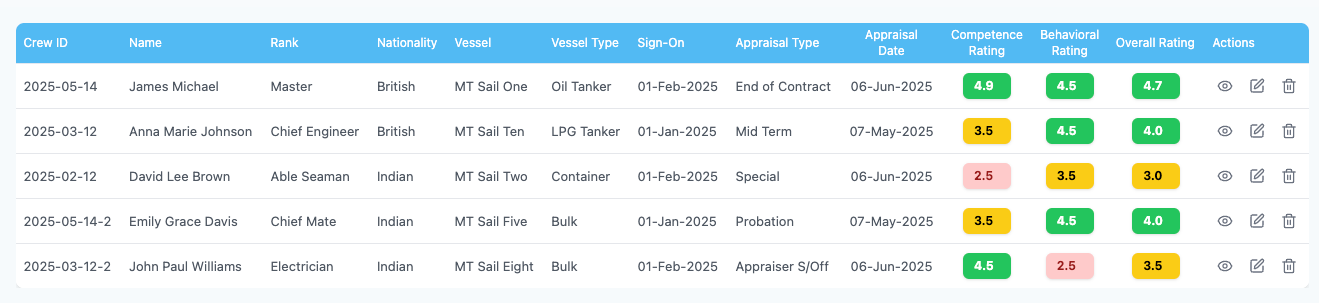 Crew ID Name Rank Nationality Vessel Vessel Type Sign-On Appraisal Type Appraisal Date Competence Rating Behavioral Rating Overall Rating Actions
2025-05-14 James Michael Master British MT Sail One Oil Tanker 01-Feb-2025 End of Contract 06-Jun-2025 4.9 4.5 4.7
2025-03-12 Anna Marie Johnson Chief Engineer British MT Sail Ten LPG Tanker 01-Jan-2025 Mid Term 07-May-2025 3.5 4.5 4.0
2025-02-12 David Lee Brown Able Seaman Indian MT Sail Two Container 01-Feb-2025 Special 06-Jun-2025 2.5 3.5 3.0
2025-05-14-2 Emily Grace Davis Chief Mate Indian MT Sail Five Bulk 01-Jan-2025 Probation 07-May-2025 3.5 4.5 4.0
2025-03-12-2 John Paul Williams Electrician Indian MT Sail Eight Bulk 01-Feb-2025 Appraiser S/Off 06-Jun-2025 4.5 2.5 3.5